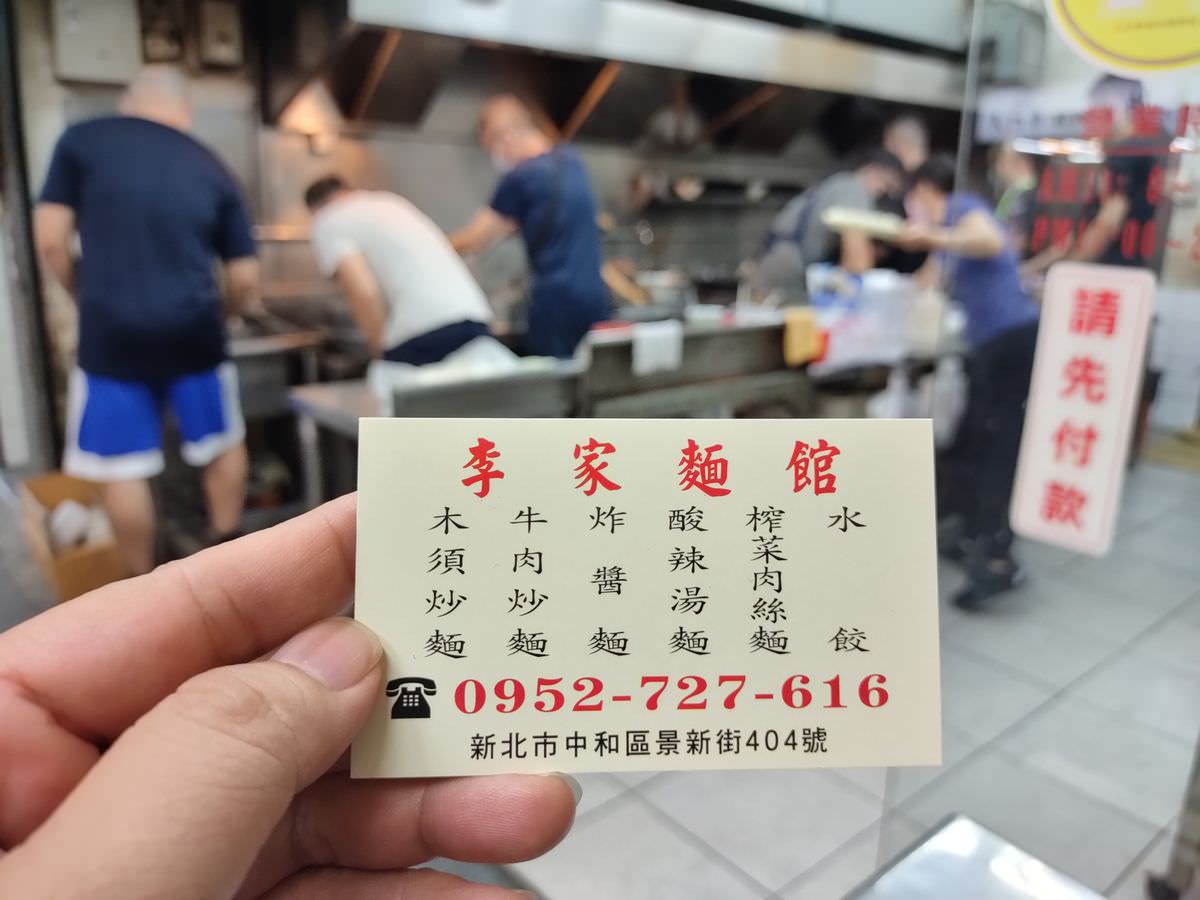 李家麵館
木須炒麵
牛肉炒麵
炸醬麵
酸辣湯麵
榨菜肉絲麵
水餃
0952-727-616
新北市中和區景新街404號
請先付款